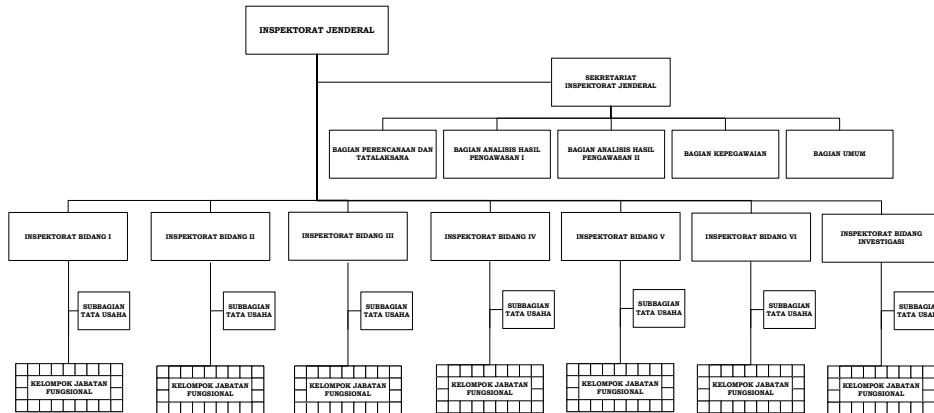 INSPEKTORAT JENDERAL
SEKRETARIAT
INSPEKTORAT JENDERAL
BAGIAN PERENCANAAN DAN
TATALAKSANA
BAGIAN ANALISIS HASIL
PENGAWASAN I
BAGIAN ANALISIS HASIL
PENGAWASAN II
BAGIAN KEPEGAWAIAN
BAGIAN UMUM
INSPEKTORAT BIDANG I
INSPEKTORAT BIDANG II
INSPEKTORAT BIDANG III
INSPEKTORAT BIDANG IV
INSPEKTORAT BIDANG V
INSPEKTORAT BIDANG VI
INSPEKTORAT BIDANG
INVESTIGASI
SUBBAGIAN
TATA USAHA
SUBBAGIAN
TATA USAHA
SUBBAGIAN
TATA USAHA
SUBBAGIAN
TATA USAHA
SUBBAGIAN
TATA USAHA
SUBBAGIAN
TATA USAHA
SUBBAGIA
TATA USAH
KELOMPOK JABATAN
FUNGSIONAL
KELOMPOK JABATAN
FUNGSIONAL
KELOMPOK JABATAN
FUNGSIONAL
KELOMPOK JABATAN
FUNGSIONAL
KELOMPOK JABATAN
FUNGSIONAL
KELOMPOK JABATAN
FUNGSIONAL
KELOMPOK JABATAN
FUNGSIONAL